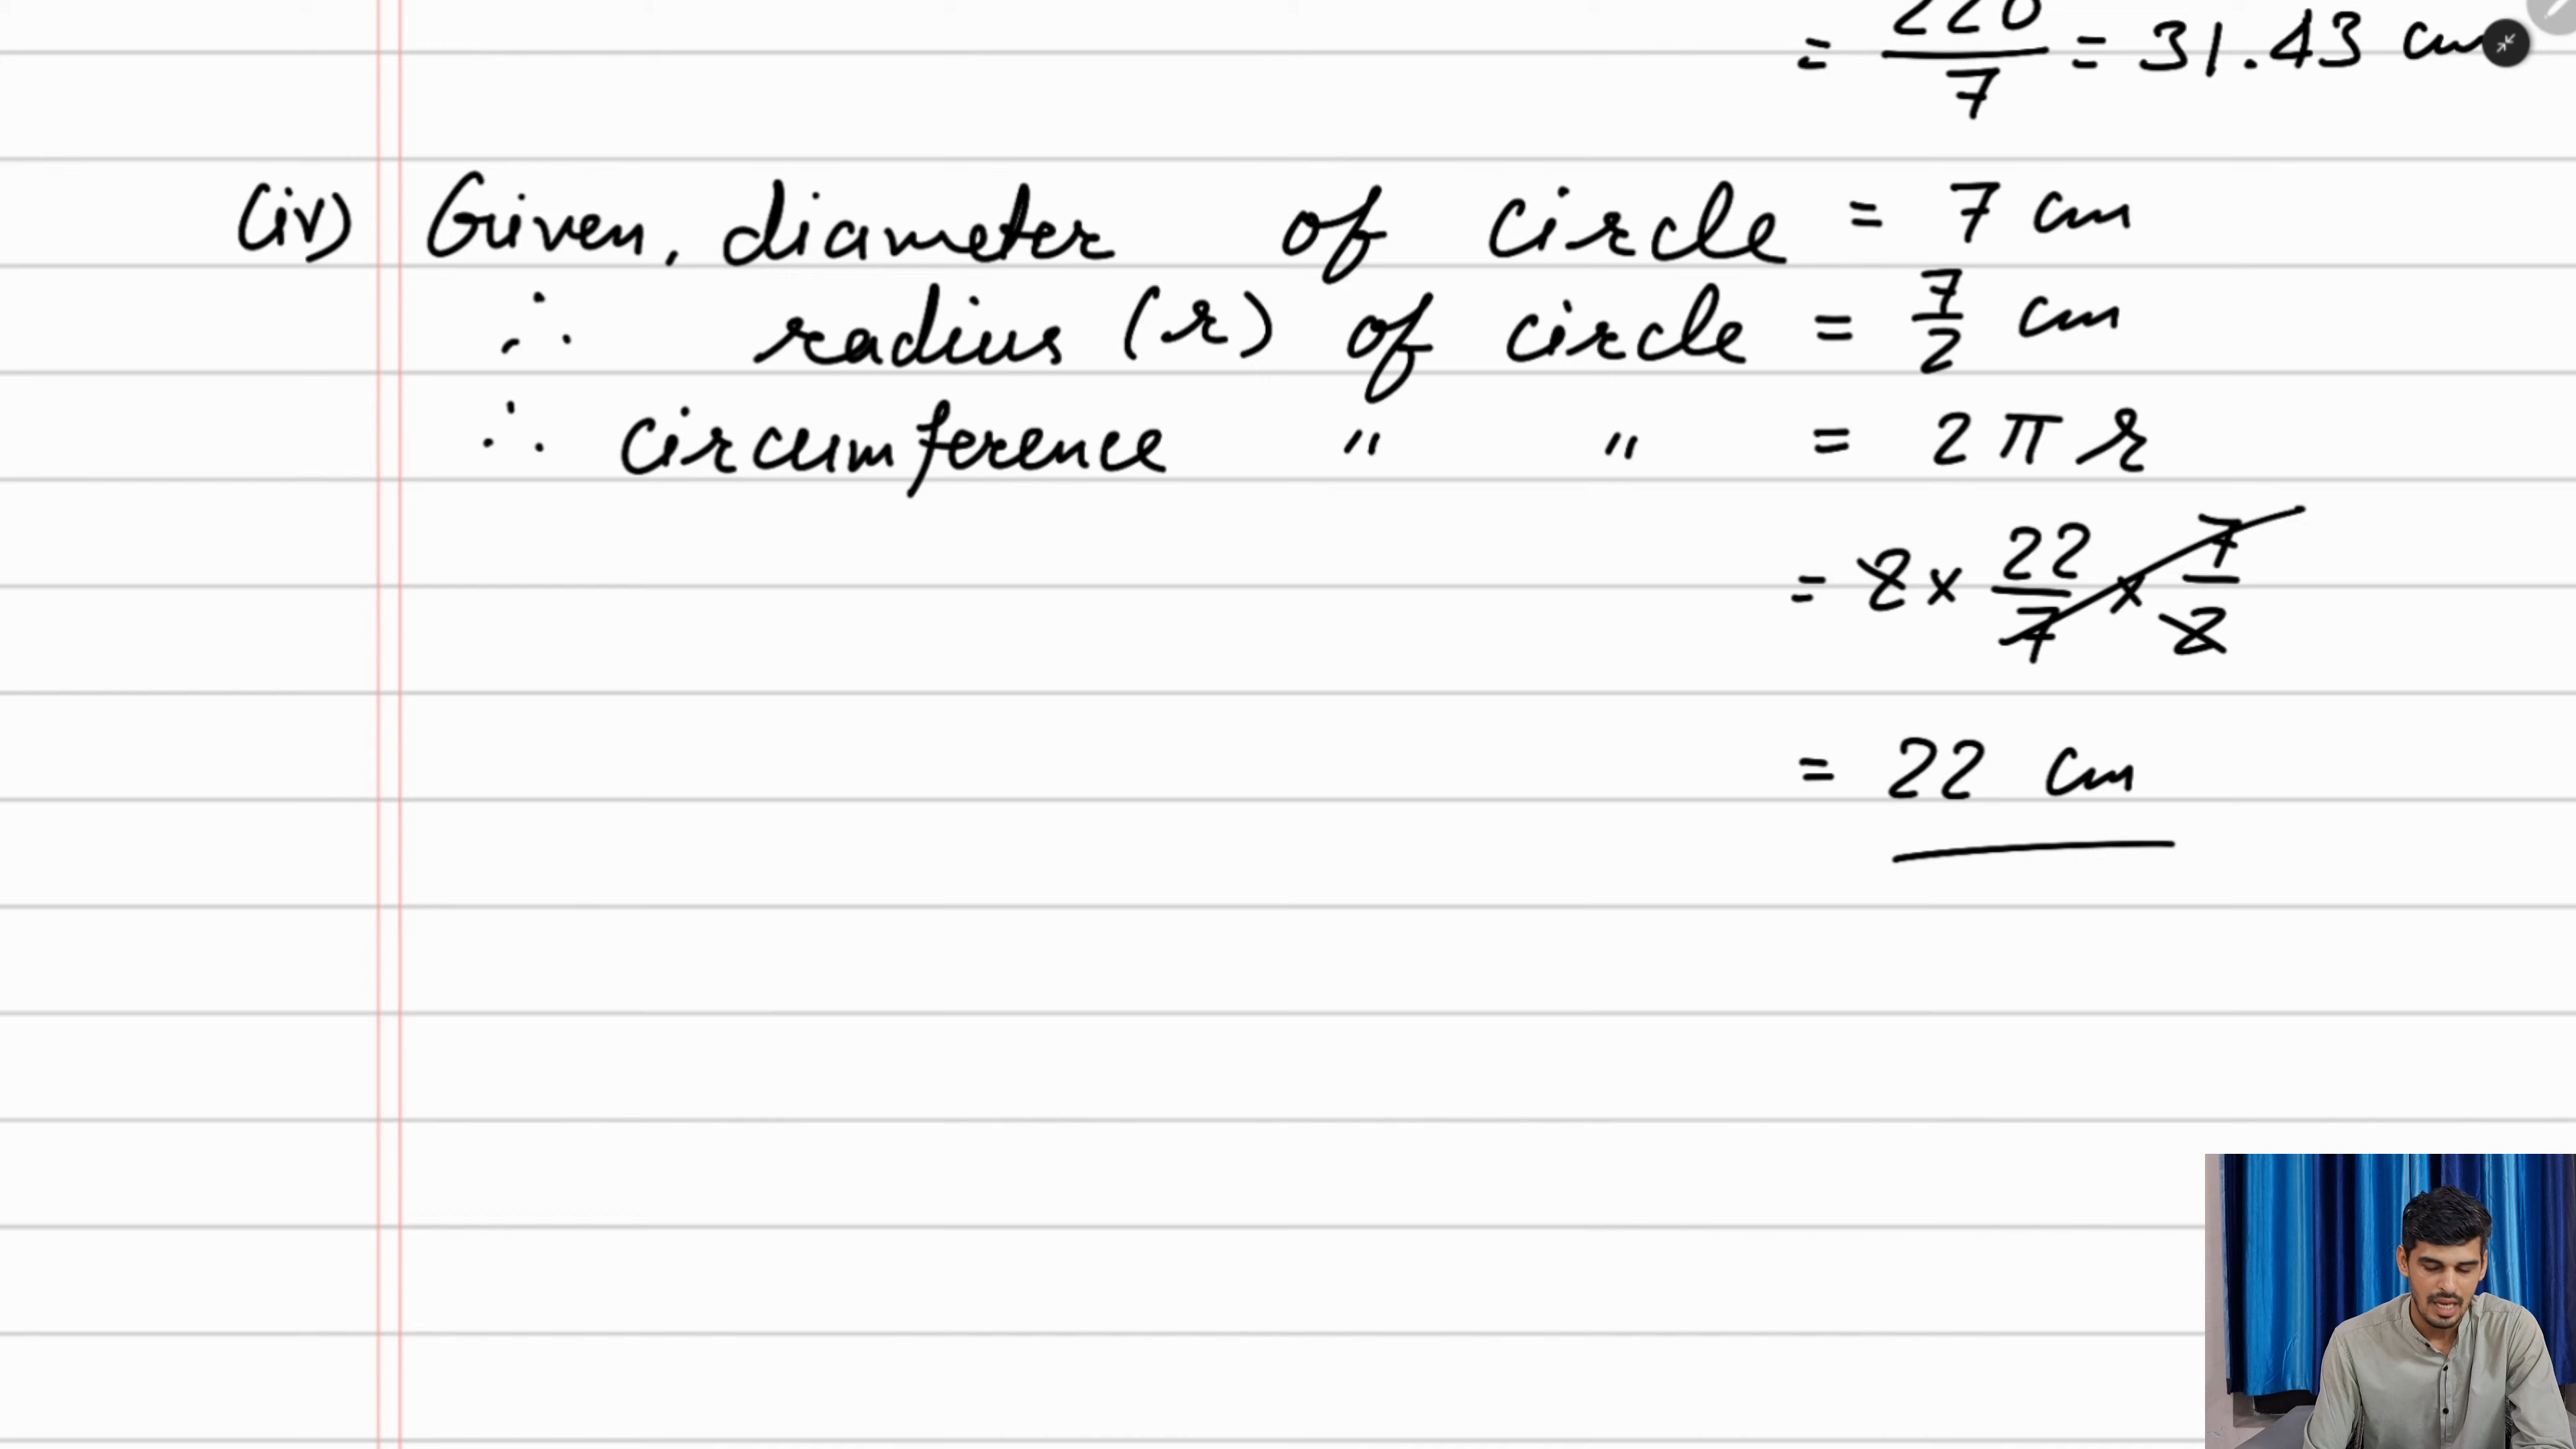 = 220/7 = 31.43 cm
(iv) Given, diameter of circle = 7 cm
∴ radius (r) of circle = 7/2 cm
∴ circumference " " = 2 π r
= 2 × 22/7 × 7/2
= 22 cm